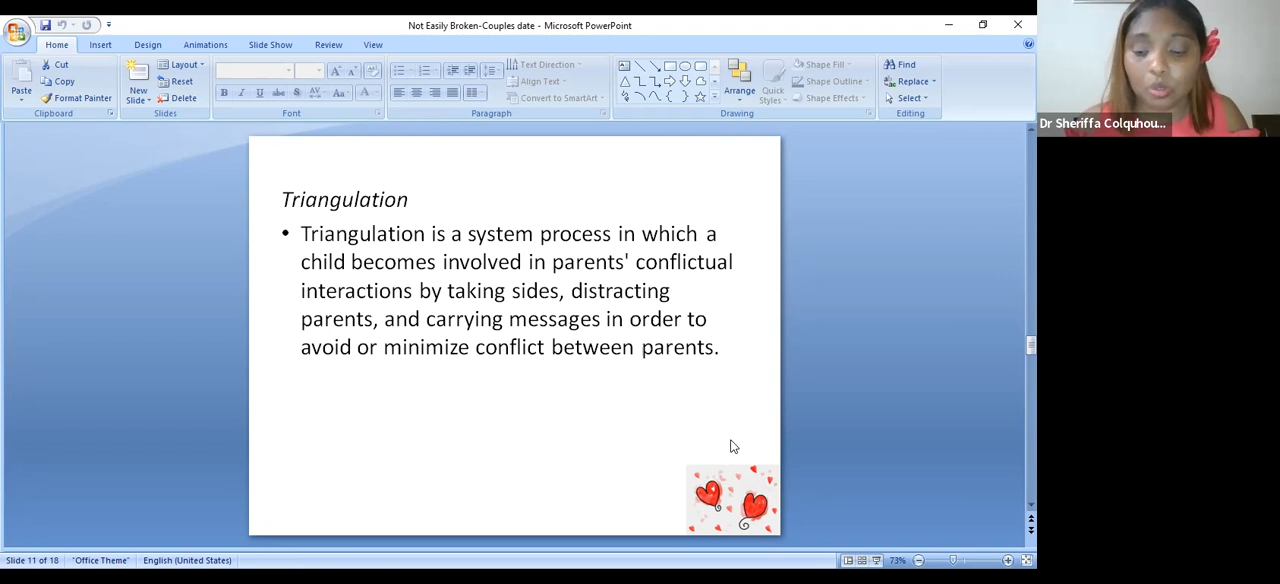 Not Easily Broken-Couples date - Microsoft PowerPoint
Home Insert Design Animations Slide Show Review View
Cut
Copy
Format Painter
Paste
Clipboard
New
Slide
Layout
Reset
Delete
Slides
B I U abc S AV Aa A
Font
Text Direction
Align Text
Convert to SmartArt
Paragraph
Arrange
Quick
Styles
Shape Fill
Shape Outline
Shape Effects
Drawing
Find
Replace
Select
Editing
Dr Sheriffa Colquhou...
Triangulation
• Triangulation is a system process in which a
child becomes involved in parents' conflictual
interactions by taking sides, distracting
parents, and carrying messages in order to
avoid or minimize conflict between parents.
Slide 11 of 18 "Office Theme" English (United States) 73%